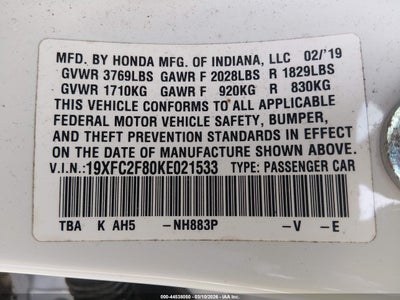 MFD. BY HONDA MFG. OF INDIANA, LLC 02/'19
GVWR 3769LBS GAWR F 2028LBS R 1829LBS
GVWR 1710KG GAWR F 920KG R 830KG
THIS VEHICLE CONFORMS TO ALL APPLICABLE
FEDERAL MOTOR VEHICLE SAFETY, BUMPER,
AND THEFT PREVENTION STANDARDS IN EFFECT
ON THE DATE OF MANUFACTURE SHOWN ABOVE.
V.I.N.:19XFC2F80KE021533 TYPE: PASSENGER CAR
TBA K AH5 -NH883P -V -E
000-44538080 - 03/10/2026 - IAA Inc.